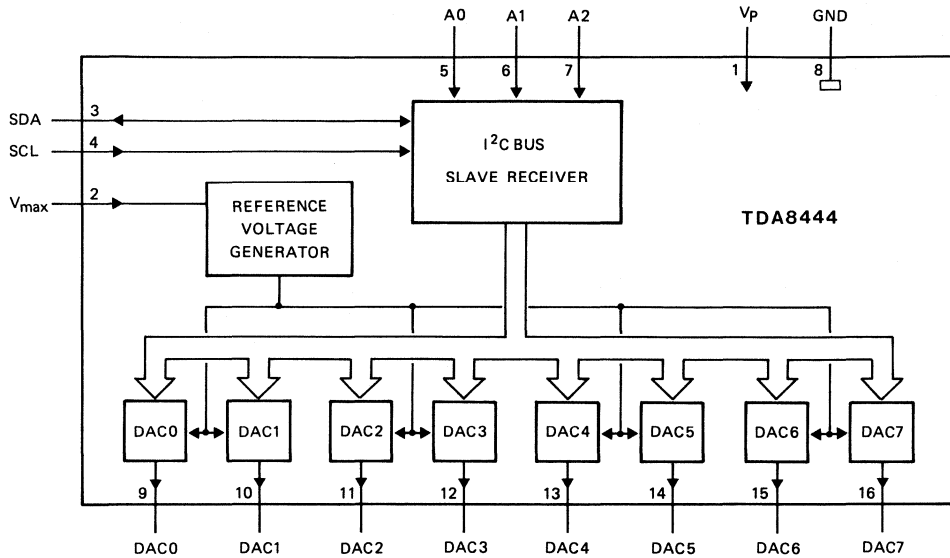 A0 A1 A2 VP GND
5 6 7 1 8
SDA 3
SCL 4
I²C BUS
SLAVE RECEIVER
Vmax 2
REFERENCE
VOLTAGE
GENERATOR
TDA8444
DAC0 DAC1 DAC2 DAC3 DAC4 DAC5 DAC6 DAC7
9 10 11 12 13 14 15 16
DAC0 DAC1 DAC2 DAC3 DAC4 DAC5 DAC6 DAC7